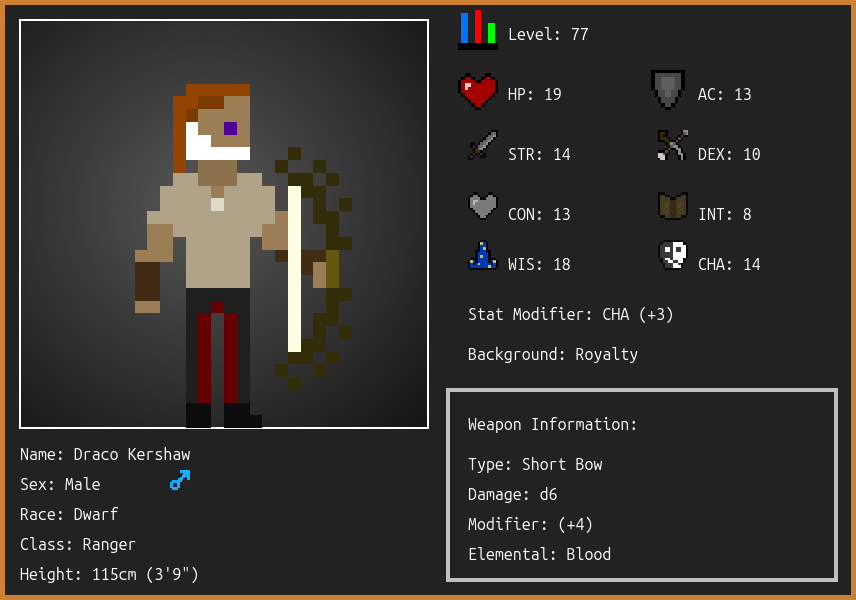 Level: 77
HP: 19
AC: 13
STR: 14
DEX: 10
CON: 13
INT: 8
WIS: 18
CHA: 14
Stat Modifier: CHA (+3)
Background: Royalty
Weapon Information:
Type: Short Bow
Damage: d6
Modifier: (+4)
Elemental: Blood
Name: Draco Kershaw
Sex: Male
Race: Dwarf
Class: Ranger
Height: 115cm (3'9")